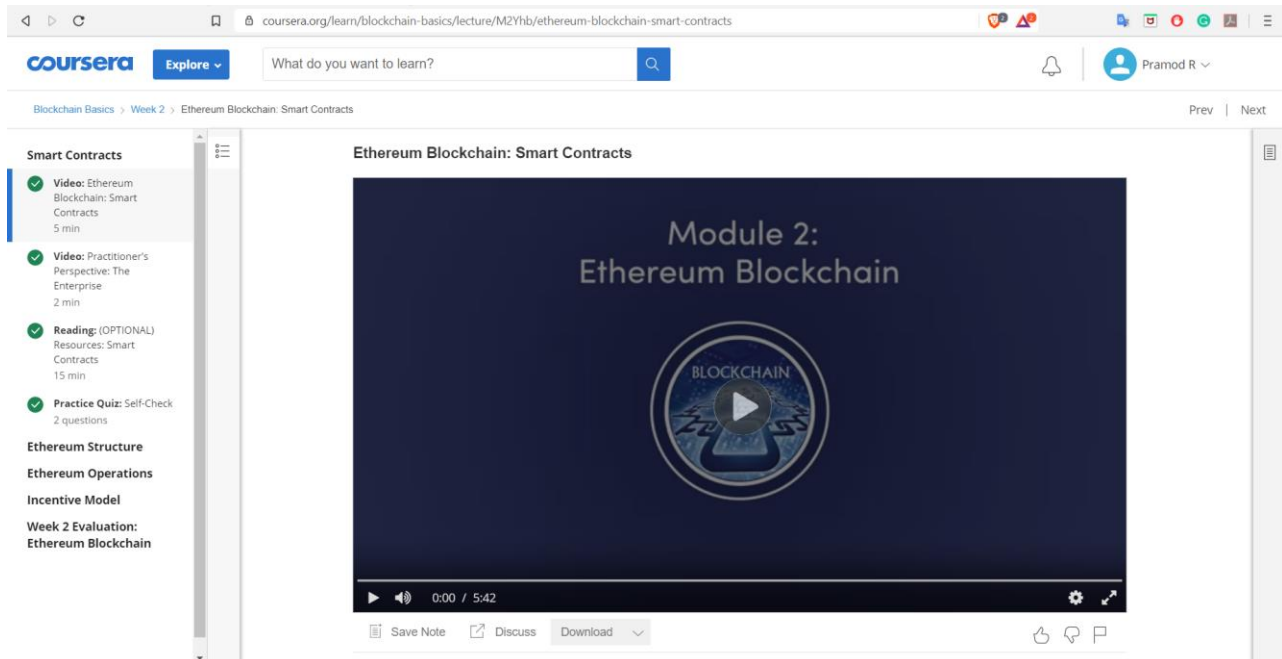 coursera.org/learn/blockchain-basics/lecture/M2Yhb/ethereum-blockchain-smart-contracts
coursera
Explore
What do you want to learn?
Pramod R
Blockchain Basics > Week 2 > Ethereum Blockchain: Smart Contracts
Prev | Next
Smart Contracts
Video: Ethereum
Blockchain: Smart
Contracts
5 min
Video: Practitioner's
Perspective: The
Enterprise
2 min
Reading: (OPTIONAL)
Resources: Smart
Contracts
15 min
Practice Quiz: Self-Check
2 questions
Ethereum Structure
Ethereum Operations
Incentive Model
Week 2 Evaluation:
Ethereum Blockchain
Ethereum Blockchain: Smart Contracts
Module 2:
Ethereum Blockchain
BLOCKCHAIN
0:00 / 5:42
Save Note
Discuss
Download